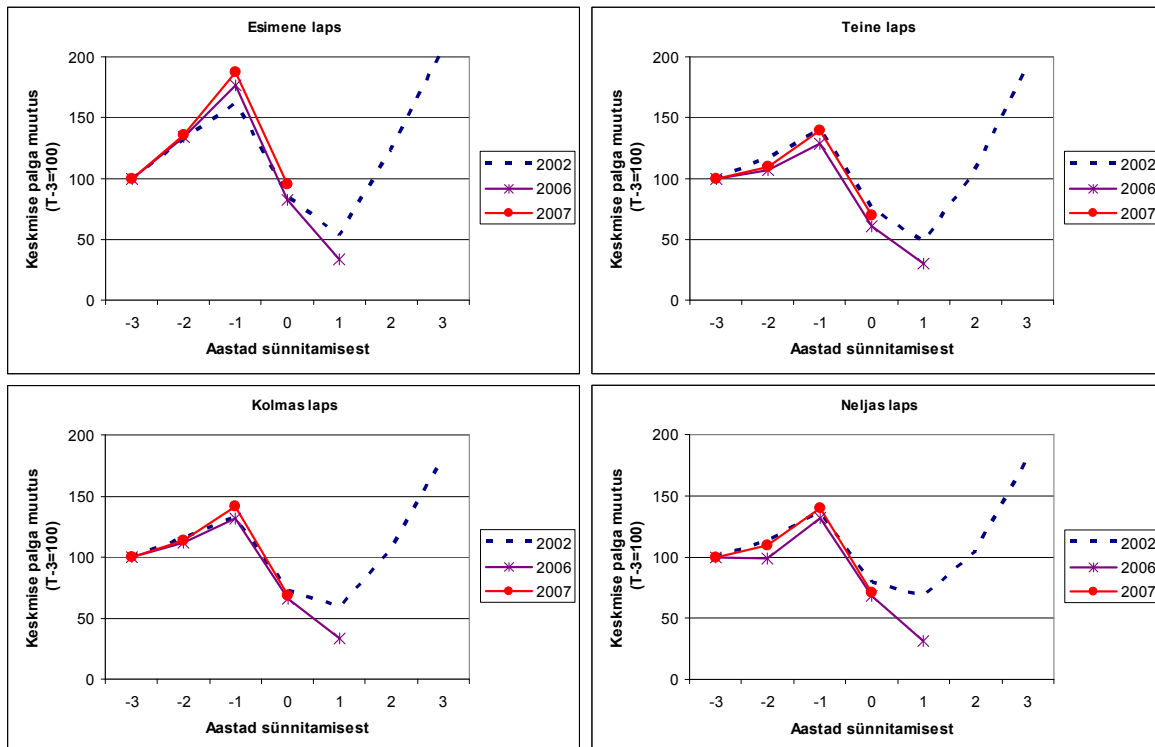 Esimene laps
Keskmise palga muutus
(T-3=100)
200
150
100
50
0
-3 -2 -1 0 1 2 3
Aastad sünnitamisest
2002
2006
2007
Teine laps
Keskmise palga muutus
(T-3=100)
200
150
100
50
0
-3 -2 -1 0 1 2 3
Aastad sünnitamisest
2002
2006
2007
Kolmas laps
Keskmise palga muutus
(T-3=100)
200
150
100
50
0
-3 -2 -1 0 1 2 3
Aastad sünnitamisest
2002
2006
2007
Neljas laps
Keskmise palga muutus
(T-3=100)
200
150
100
50
0
-3 -2 -1 0 1 2 3
Aastad sünnitamisest
2002
2006
2007